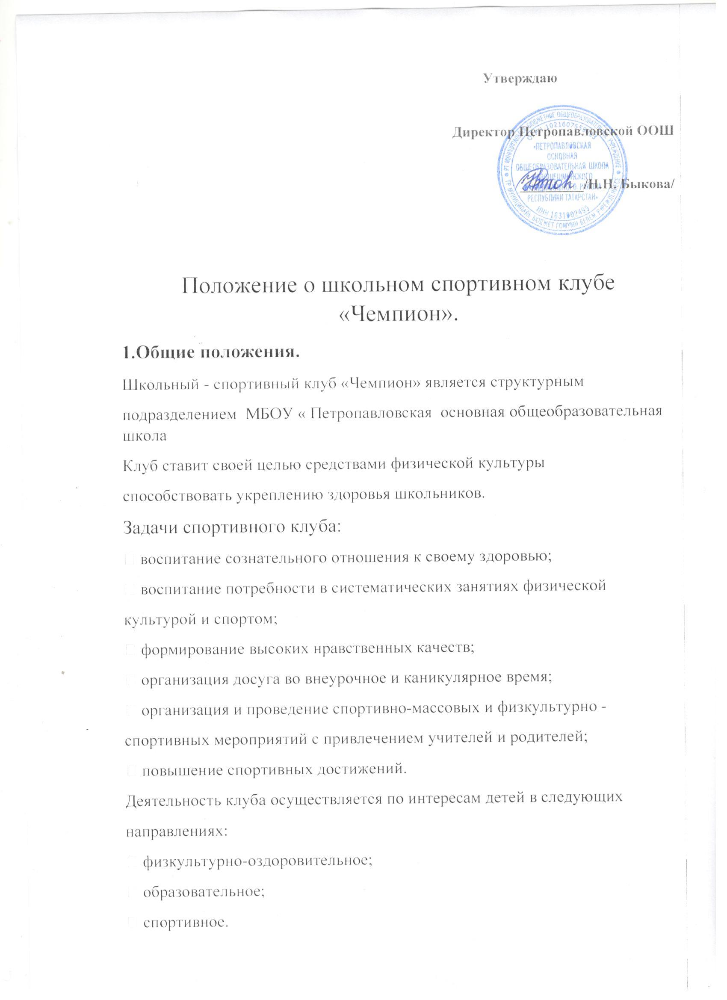 Утверждаю
Директор Петропавловской ООШ
/Н.Н. Быкова/
«ПЕТРОПАВЛОВСКАЯ
ОСНОВНАЯ
ОБЩЕОБРАЗОВАТЕЛЬНАЯ ШКОЛА
РЕСПУБЛИКИ ТАТАРСТАН»
ИНН 1631002499
Положение о школьном спортивном клубе
«Чемпион».
1.Общие положения.
Школьный - спортивный клуб «Чемпион» является структурным
подразделением МБОУ « Петропавловская основная общеобразовательная
школа
Клуб ставит своей целью средствами физической культуры
способствовать укреплению здоровья школьников.
Задачи спортивного клуба:
воспитание сознательного отношения к своему здоровью;
воспитание потребности в систематических занятиях физической
культурой и спортом;
формирование высоких нравственных качеств;
организация досуга во внеурочное и каникулярное время;
организация и проведение спортивно-массовых и физкультурно -
спортивных мероприятий с привлечением учителей и родителей;
повышение спортивных достижений.
Деятельность клуба осуществляется по интересам детей в следующих
направлениях:
физкультурно-оздоровительное;
образовательное;
спортивное.